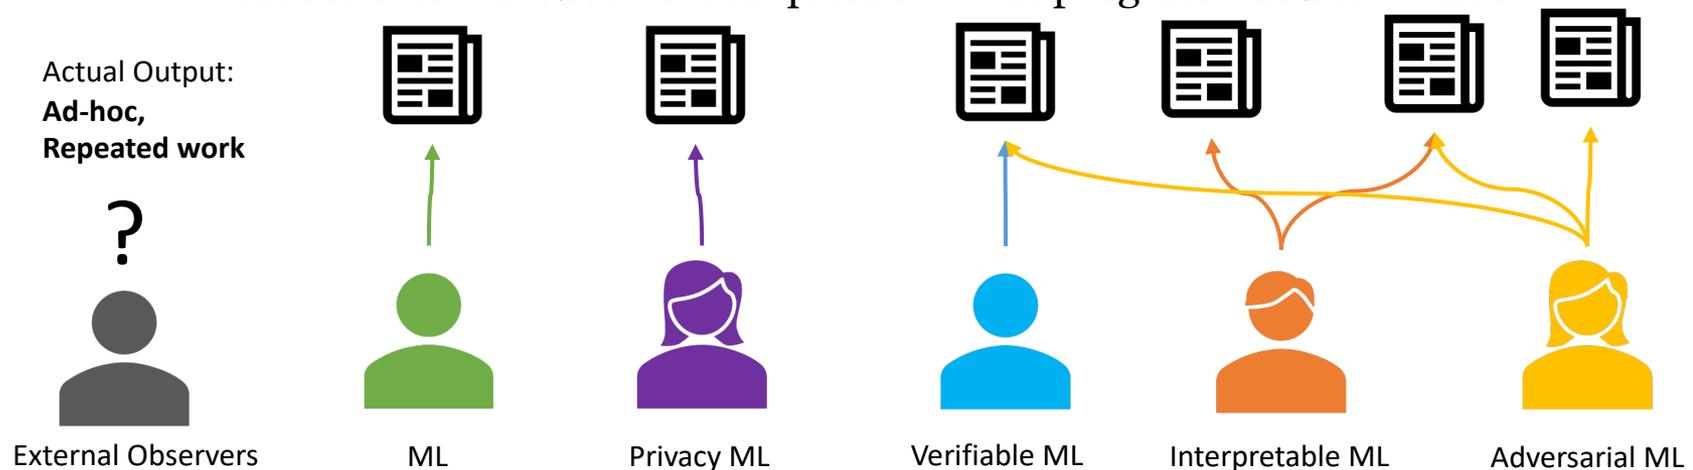 Actual Output:
Ad-hoc,
Repeated work
?
External Observers
ML
Privacy ML
Verifiable ML
Interpretable ML
Adversarial ML